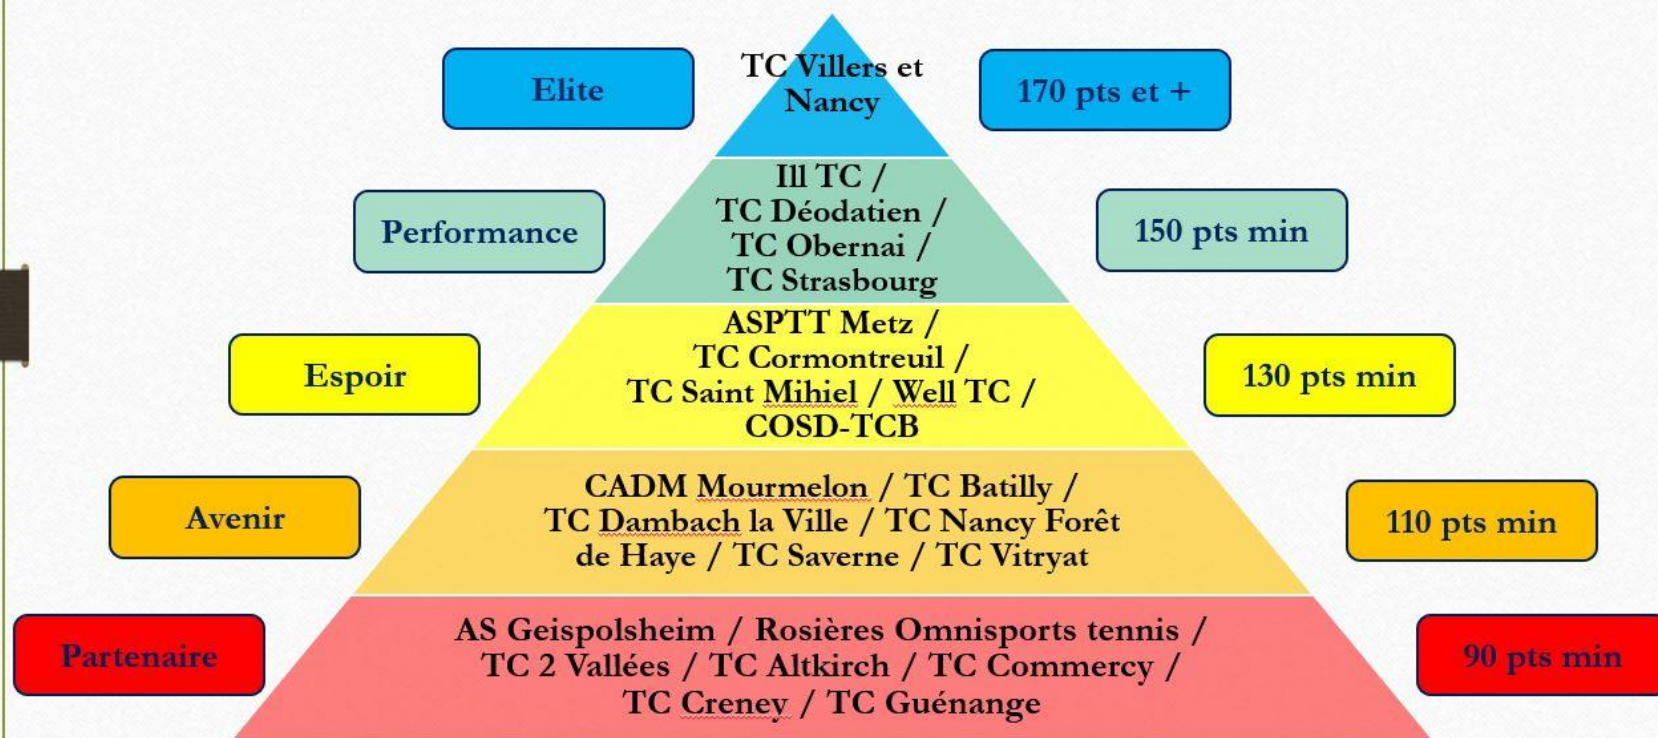 Elite
TC Villers et
Nancy
170 pts et +
Performance
Ill TC /
TC Déodatien /
TC Obernai /
TC Strasbourg
150 pts min
Espoir
ASPTT Metz /
TC Cormontreuil /
TC Saint Mihiel / Well TC /
COSD-TCB
130 pts min
Avenir
CADM Mourmelon / TC Batilly /
TC Dambach la Ville / TC Nancy Forêt
de Haye / TC Saverne / TC Vitryat
110 pts min
Partenaire
AS Geispolsheim / Rosières Omnisports tennis /
TC 2 Vallées / TC Altkirch / TC Commercy /
TC Creney / TC Guénange
90 pts min